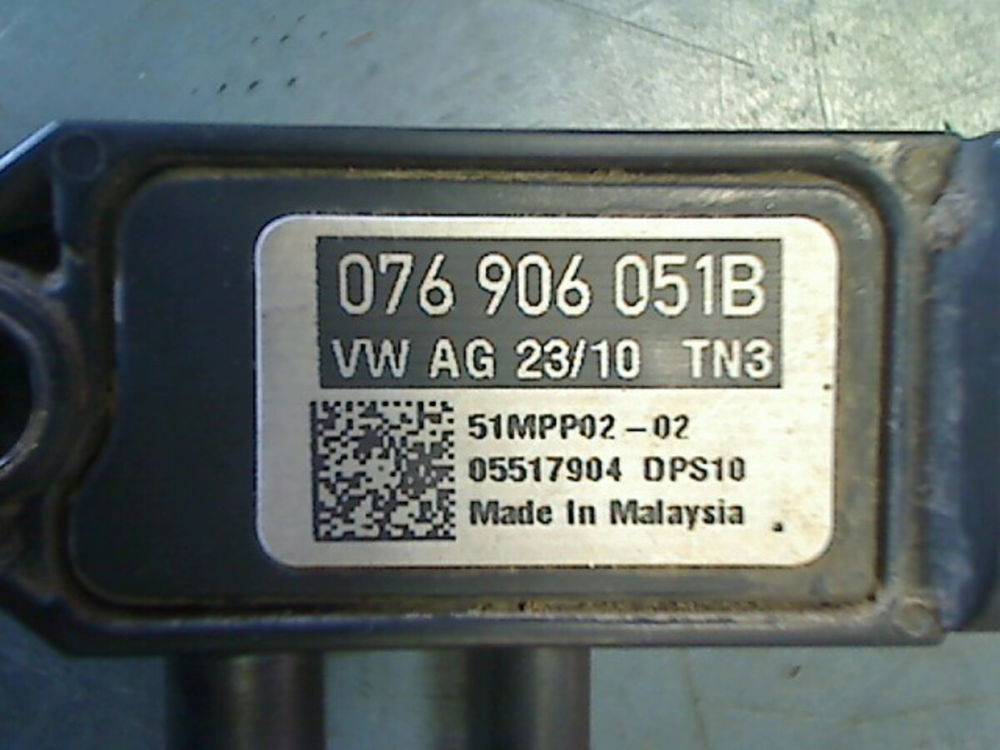 076 906 051B
VW AG 23/10 TN3
51MPP02-02
05517904 DPS10
Made In Malaysia